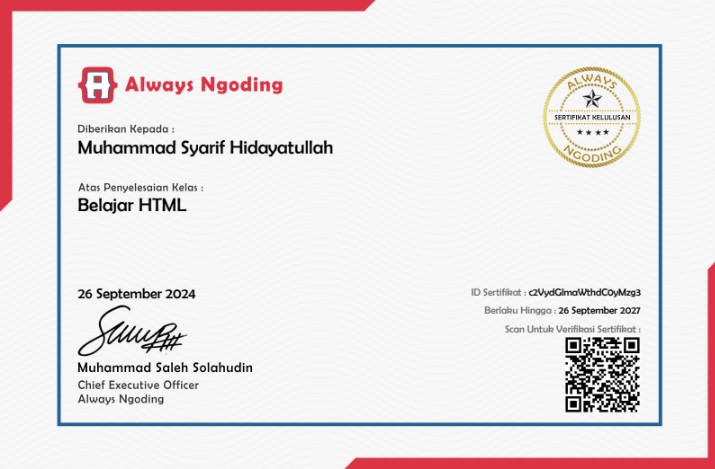 Always Ngoding
ALWAYS
SERTIFIKAT KELULUSAN
NGODING
Diberikan Kepada :
Muhammad Syarif Hidayatullah
Atas Penyelesaian Kelas :
Belajar HTML
26 September 2024
Muhammad Saleh Solahudin
Chief Executive Officer
Always Ngoding
ID Sertifikat : c2VydGlmaWthdC0yMzg3
Berlaku Hingga : 26 September 2027
Scan Untuk Verifikasi Sertifikat :